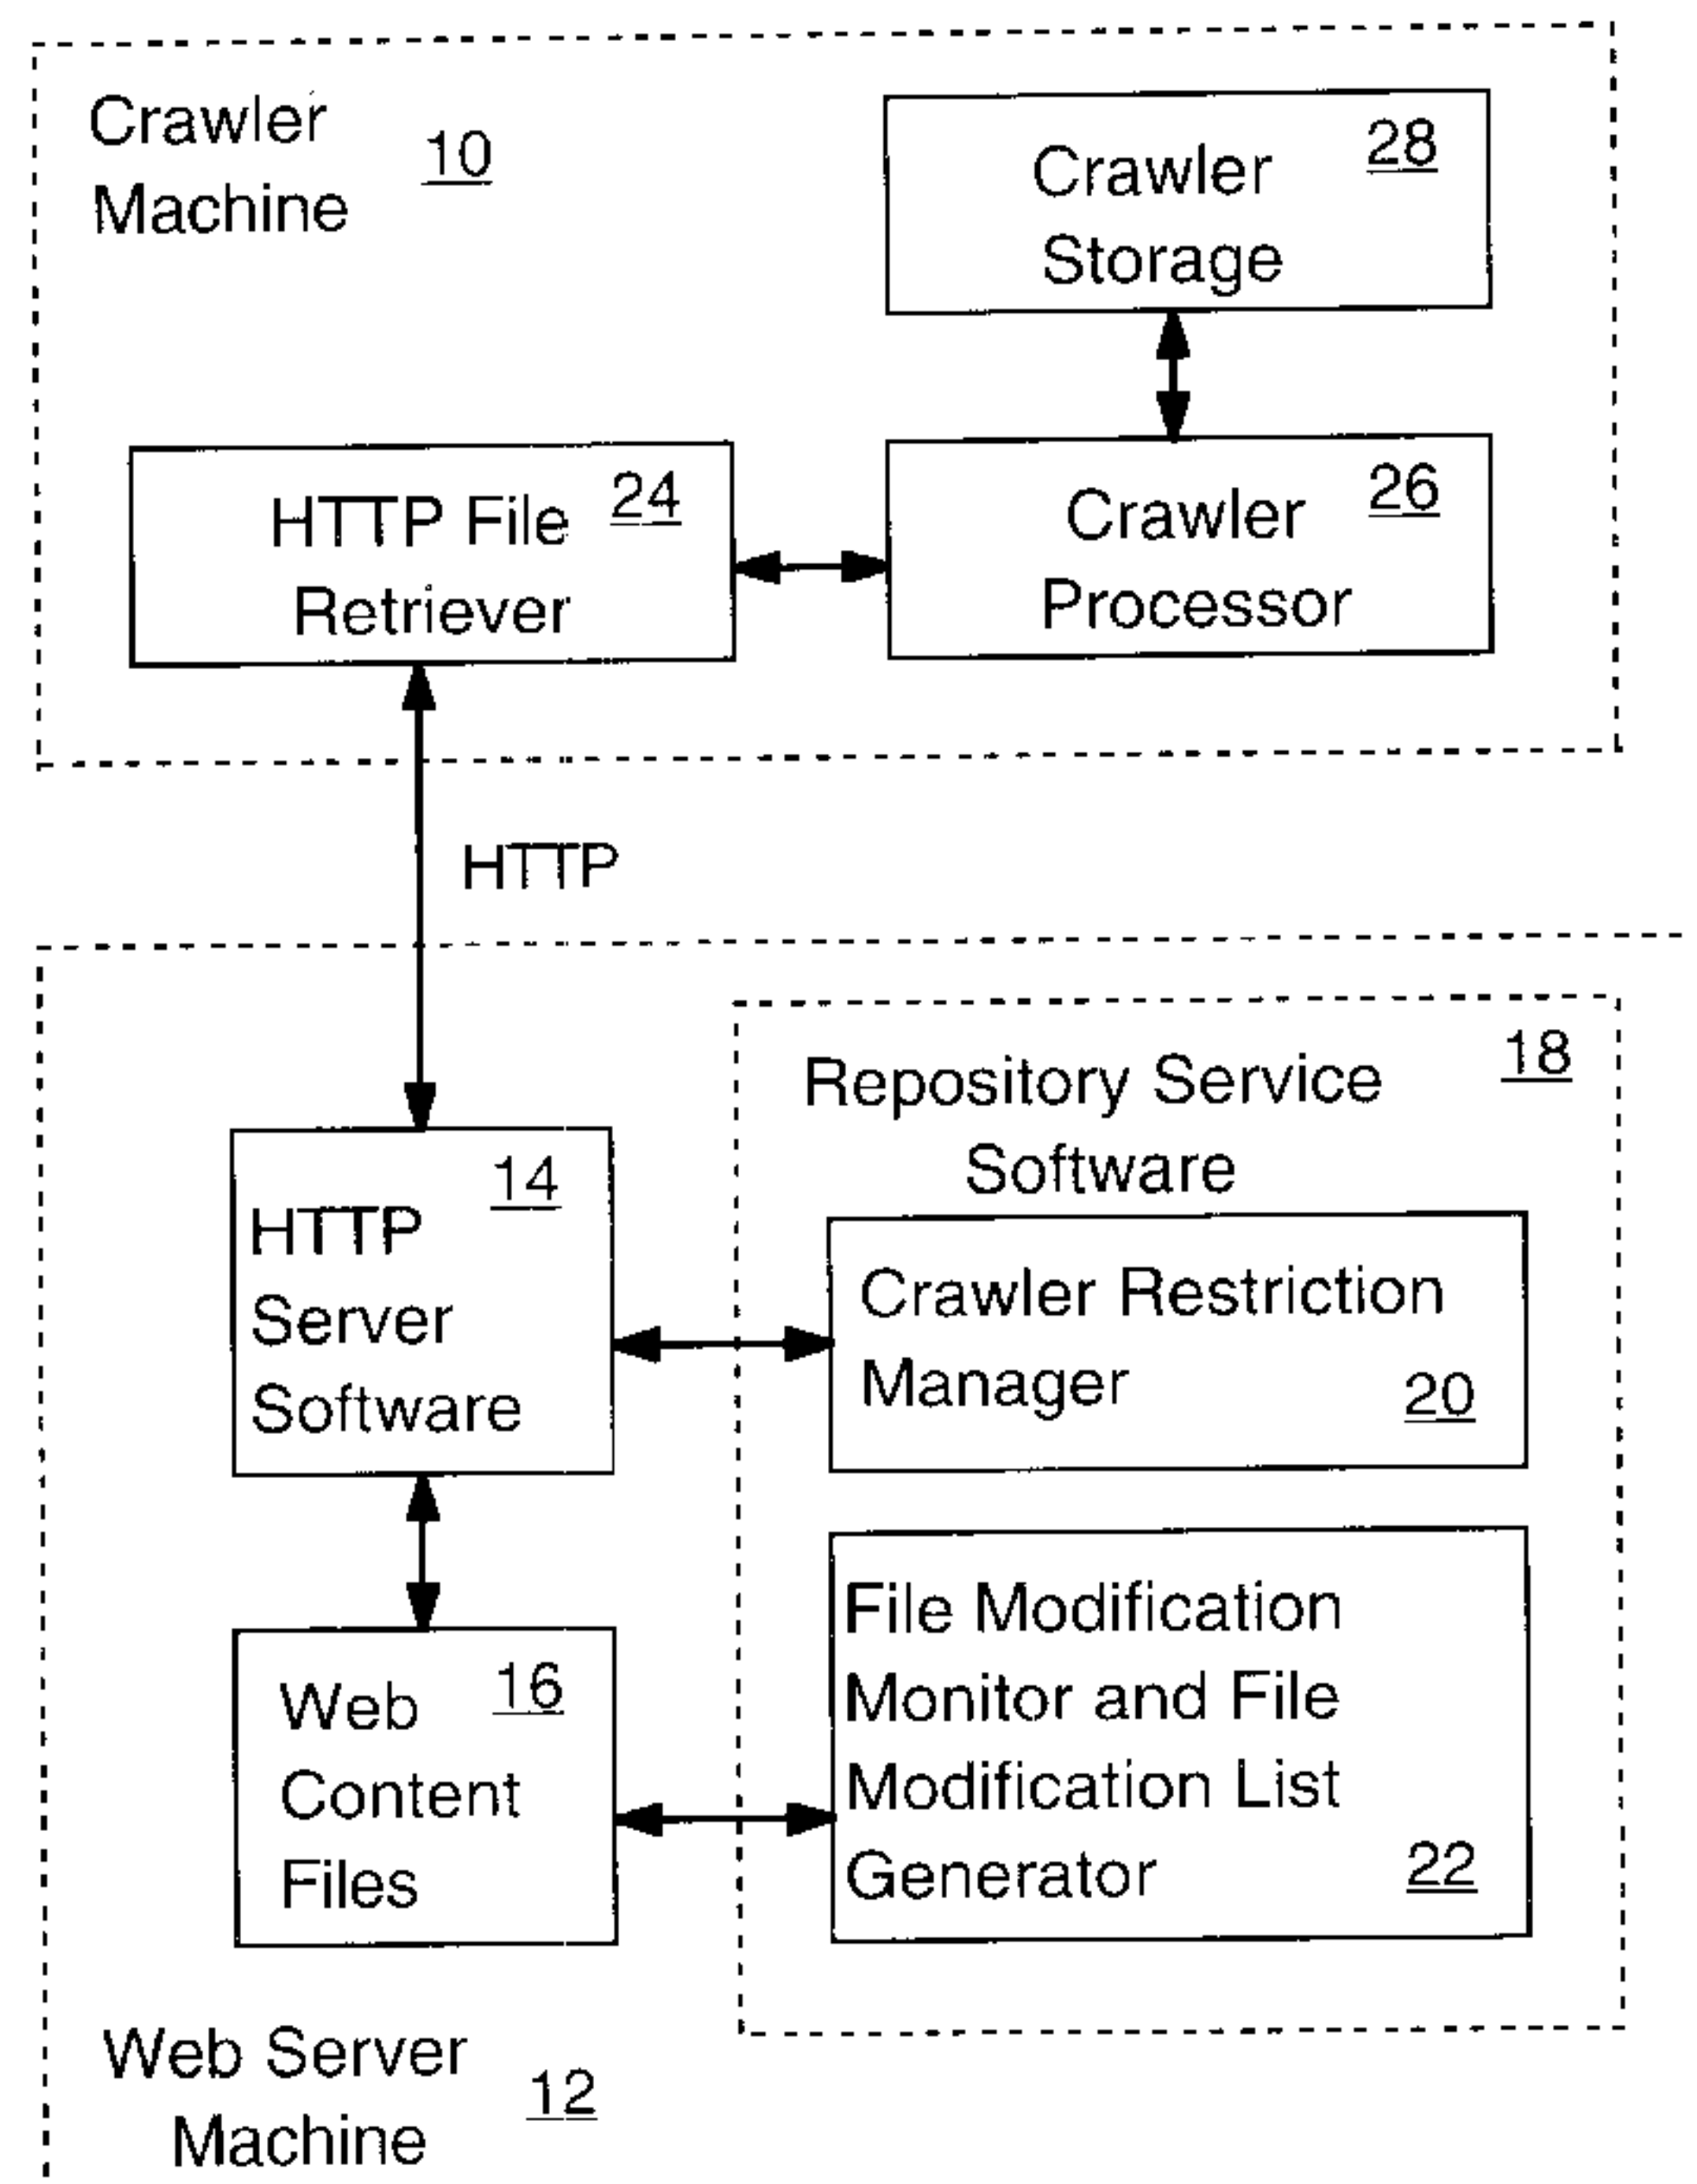 Crawler
Machine
10
Crawler
Storage
28
HTTP File
Retriever
24
Crawler
Processor
26
HTTP
Repository Service
Software
18
HTTP
Server
Software
14
Crawler Restriction
Manager
20
Web
Content
Files
16
File Modification
Monitor and File
Modification List
Generator
22
Web Server
Machine
12